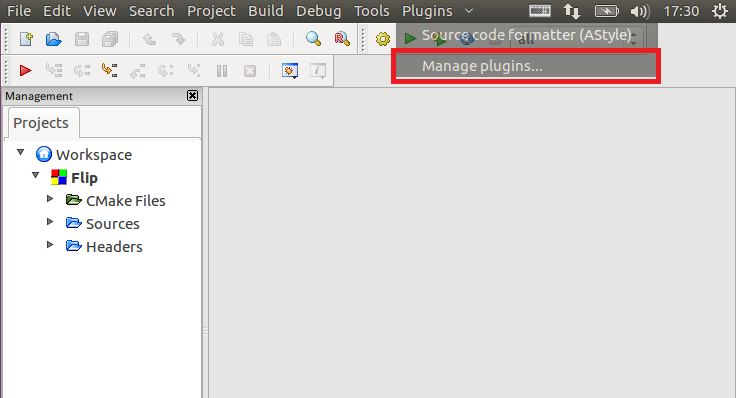 File Edit View Search Project Build Debug Tools Plugins 17:30
Source code formatter (AStyle)
all
Manage plugins...
Management
Projects
Workspace
Flip
CMake Files
Sources
Headers